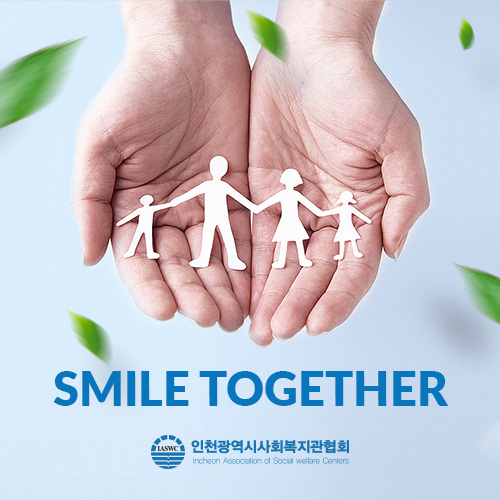 SMILE TOGETHER
IASWC
인천광역시사회복지관협회
Incheon Association of Social welfare Centers